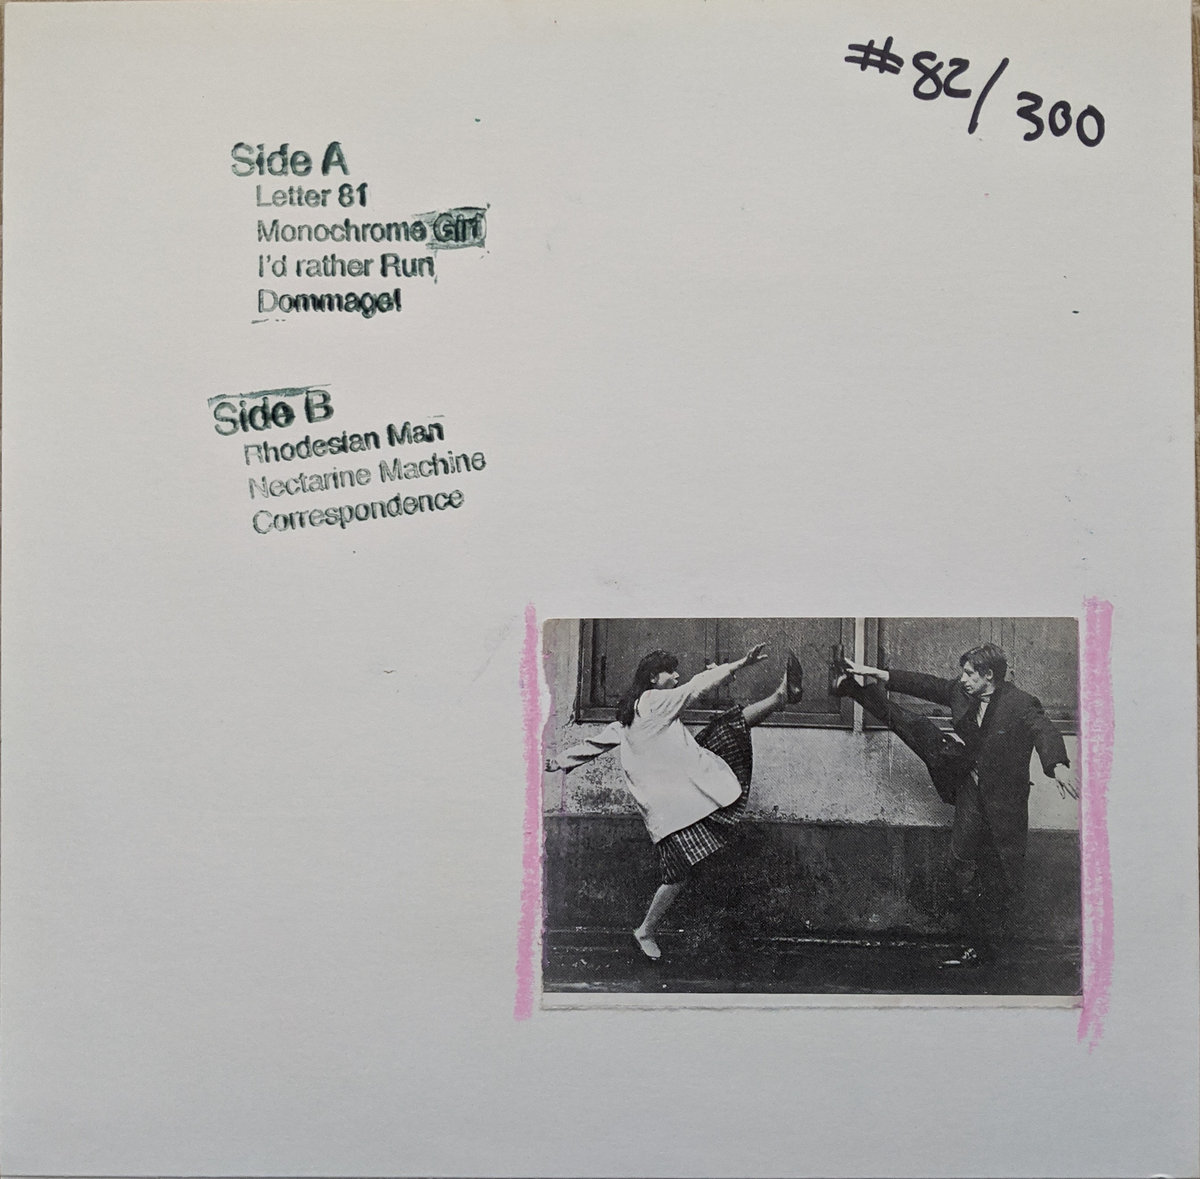 #82/300
Side A
Letter 81
Monochrome Girl
I'd rather Run
Dommage!
Side B
Rhodesian Man
Nectarine Machine
Correspondence